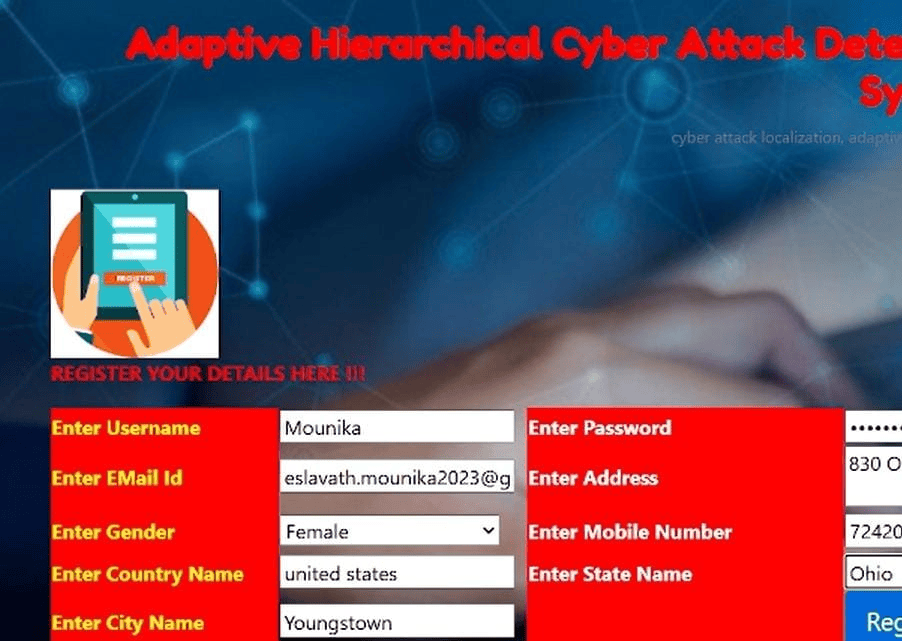 Adaptive Hierarchical Cyber Attack Dete
Sy
cyber attack localization, adaptiv
REGISTER
REGISTER YOUR DETAILS HERE !!!
Enter Username Mounika Enter Password •••••••
Enter EMail Id eslavath.mounika2023@g Enter Address 830 O
Enter Gender Female Enter Mobile Number 72420
Enter Country Name united states Enter State Name Ohio
Enter City Name Youngstown Reg